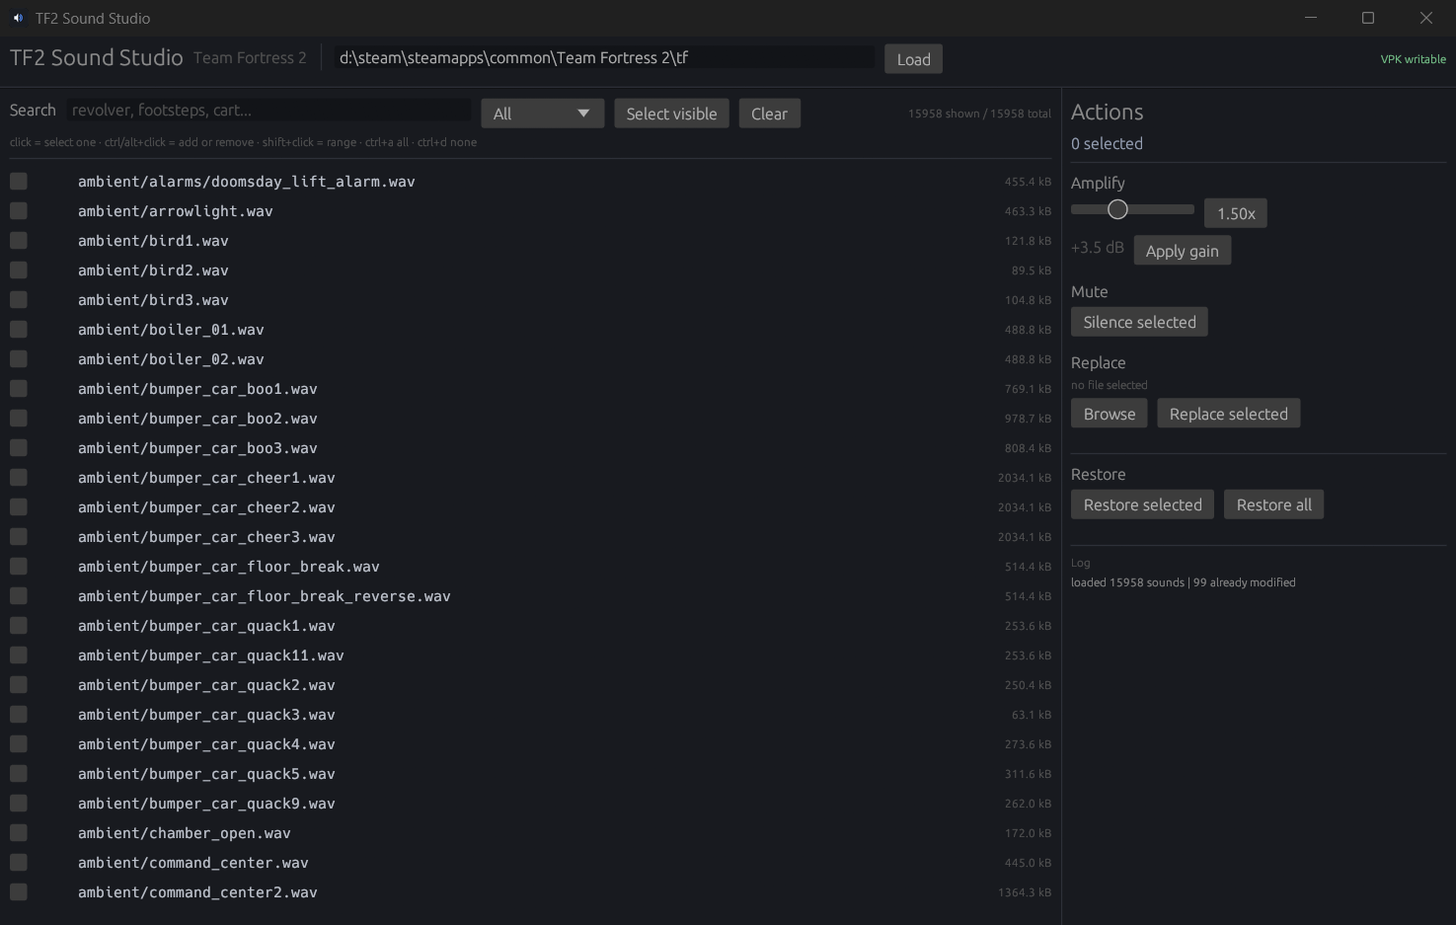 TF2 Sound Studio
TF2 Sound Studio Team Fortress 2 d:\steam\steamapps\common\Team Fortress 2\tf Load VPK writable
Search revolver, footsteps, cart... All Select visible Clear 15958 shown / 15958 total
click = select one · ctrl/alt+click = add or remove · shift+click = range · ctrl+a all · ctrl+d none
ambient/alarms/doomsday_lift_alarm.wav 455.4 kB
ambient/arrowlight.wav 463.3 kB
ambient/bird1.wav 121.8 kB
ambient/bird2.wav 89.5 kB
ambient/bird3.wav 104.8 kB
ambient/boiler_01.wav 488.8 kB
ambient/boiler_02.wav 488.8 kB
ambient/bumper_car_boo1.wav 769.1 kB
ambient/bumper_car_boo2.wav 978.7 kB
ambient/bumper_car_boo3.wav 808.4 kB
ambient/bumper_car_cheer1.wav 2034.1 kB
ambient/bumper_car_cheer2.wav 2034.1 kB
ambient/bumper_car_cheer3.wav 2034.1 kB
ambient/bumper_car_floor_break.wav 514.4 kB
ambient/bumper_car_floor_break_reverse.wav 514.4 kB
ambient/bumper_car_quack1.wav 253.6 kB
ambient/bumper_car_quack11.wav 253.6 kB
ambient/bumper_car_quack2.wav 250.4 kB
ambient/bumper_car_quack3.wav 63.1 kB
ambient/bumper_car_quack4.wav 273.6 kB
ambient/bumper_car_quack5.wav 311.6 kB
ambient/bumper_car_quack9.wav 262.0 kB
ambient/chamber_open.wav 172.0 kB
ambient/command_center.wav 445.0 kB
ambient/command_center2.wav 1364.3 kB
Actions
0 selected
Amplify
1.50x
+3.5 dB Apply gain
Mute
Silence selected
Replace
no file selected
Browse Replace selected
Restore
Restore selected Restore all
Log
loaded 15958 sounds | 99 already modified